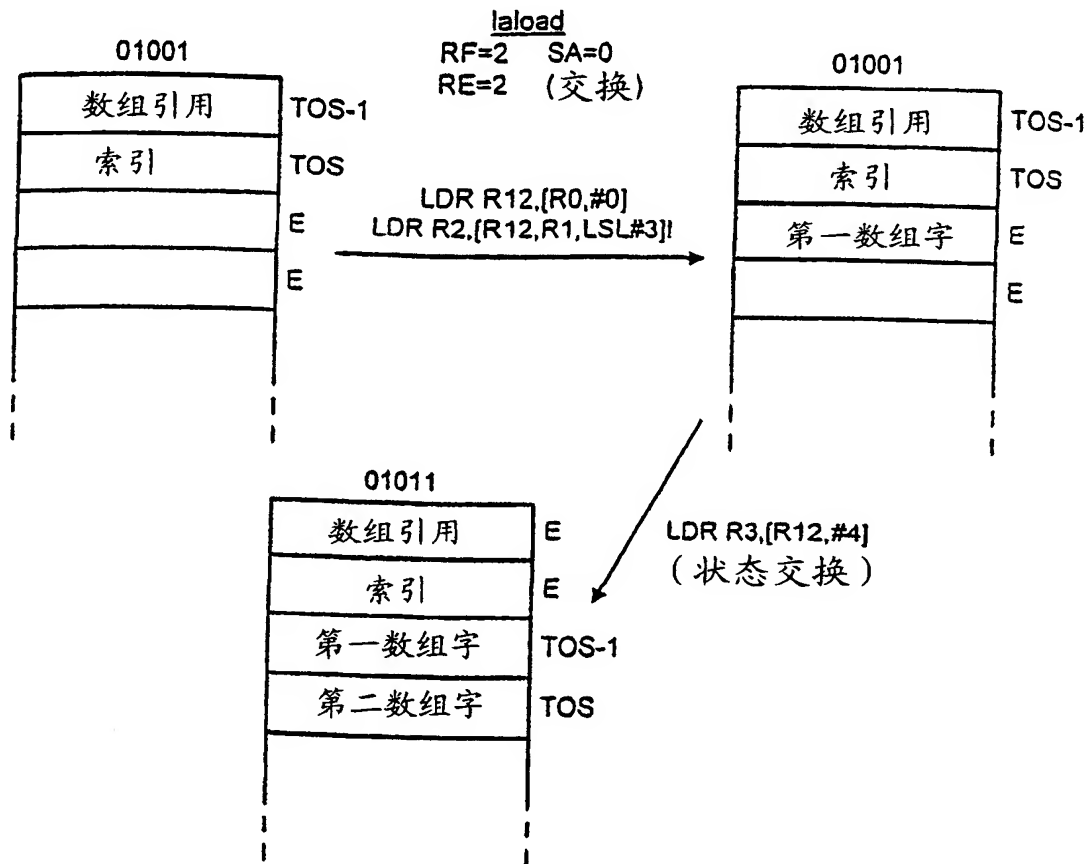 laload
RF=2 SA=0
RE=2 (交换)
01001
数组引用 TOS-1
索引 TOS
E
E
LDR R12,[R0,#0]
LDR R2,[R12,R1,LSL#3]!
01001
数组引用 TOS-1
索引 TOS
第一数组字 E
E
LDR R3,[R12,#4]
(状态交换)
01011
数组引用 E
索引 E
第一数组字 TOS-1
第二数组字 TOS